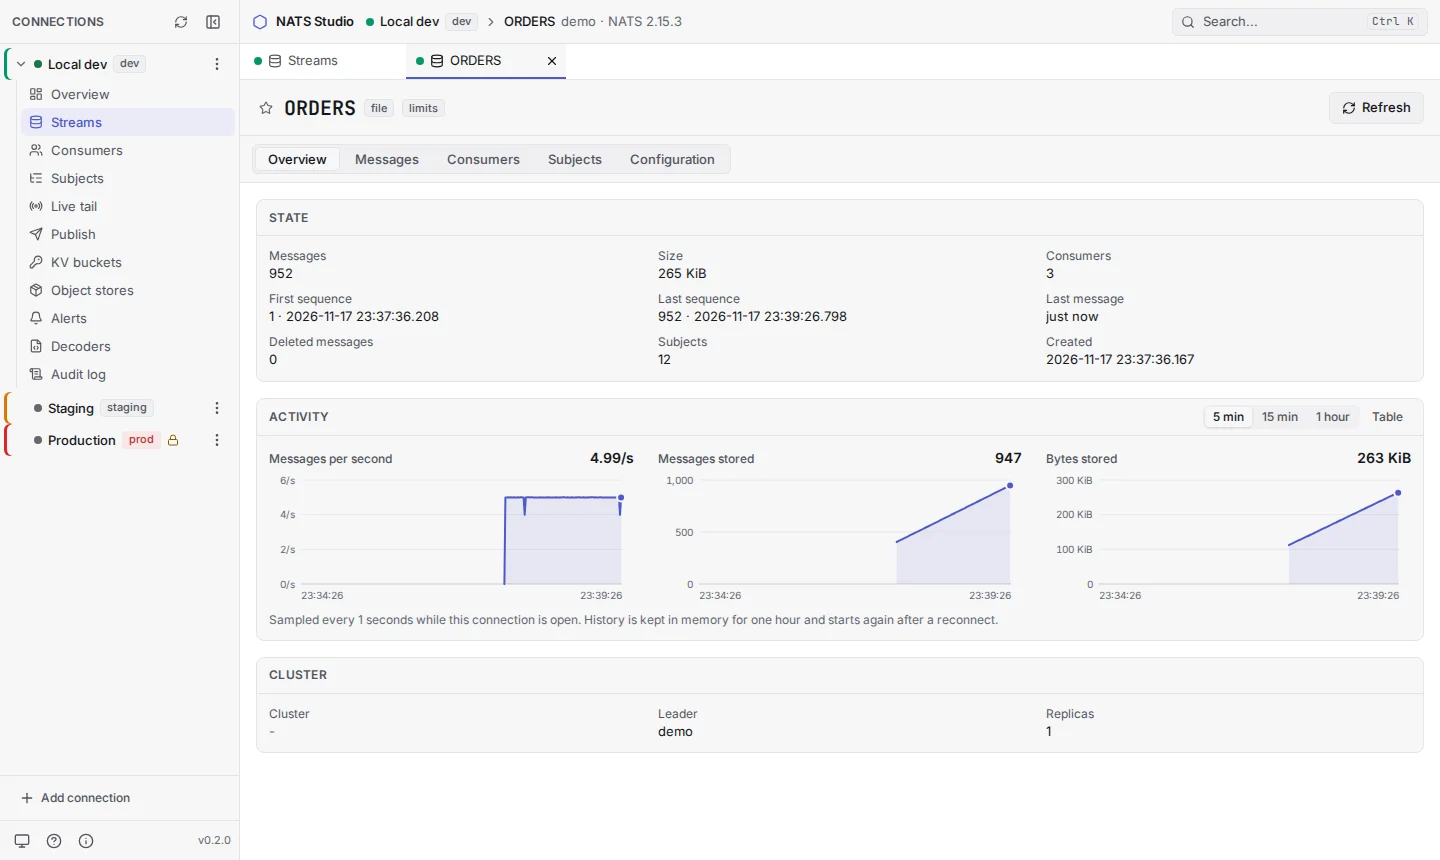 CONNECTIONS
NATS Studio Local dev dev ORDERS demo · NATS 2.15.3
Search... Ctrl K
Local dev dev
Overview
Streams
Consumers
Subjects
Live tail
Publish
KV buckets
Object stores
Alerts
Decoders
Audit log
Staging staging
Production prod
Add connection
v0.2.0
Streams
ORDERS
ORDERS file limits
Refresh
Overview Messages Consumers Subjects Configuration
STATE
Messages Size Consumers
952 265 KiB 3
First sequence Last sequence Last message
1 · 2026-11-17 23:37:36.208 952 · 2026-11-17 23:39:26.798 just now
Deleted messages Subjects Created
0 12 2026-11-17 23:37:36.167
ACTIVITY
5 min 15 min 1 hour Table
Messages per second 4.99/s
6/s
4/s
2/s
0/s
23:34:26 23:39:26
Messages stored 947
1,000
500
0
23:34:26 23:39:26
Bytes stored 263 KiB
300 KiB
200 KiB
100 KiB
0
23:34:26 23:39:26
Sampled every 1 seconds while this connection is open. History is kept in memory for one hour and starts again after a reconnect.
CLUSTER
Cluster Leader Replicas
- demo 1